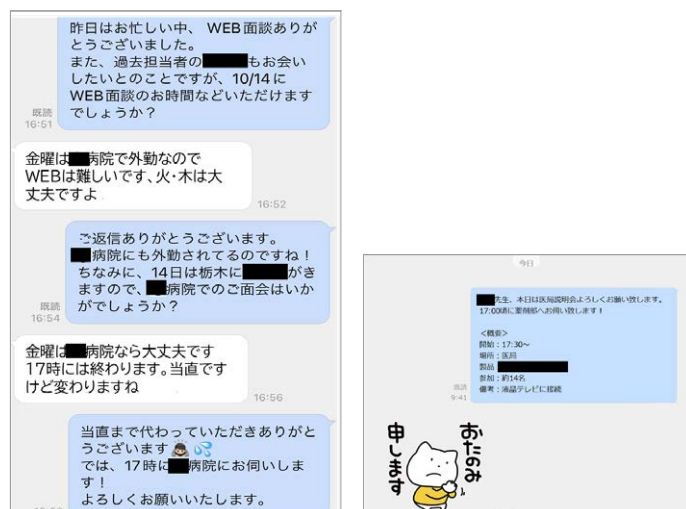 昨日はお忙しい中、 WEB面談ありが
とうございました。
また、過去担当者の もお会い
したいとのことですが、10/14に
WEB面談のお時間などいただけます
でしょうか？
既読
16:51
金曜は 病院で外勤なので
WEBは難しいです、火・木は大
丈夫ですよ
16:52
ご返信ありがとうございます。
病院にも外勤されてるのですね！
ちなみに、14日は栃木に がき
ますので、 病院でのご面会はいか
がでしょうか？
既読
16:54
金曜は 病院なら大丈夫です
17時には終わります。当直です
けど変わりますね
16:56
当直まで代わっていただきありがと
うございます
では、17時に 病院にお伺いしま
す！
よろしくお願いいたします。
今日
先生、本日は医局説明会よろしくお願い致します。
17:00頃に薬剤部へお伺い致します！
＜概要＞
開始：17:30～
場所：医局
製品
参加：約14名
備考：液晶テレビに接続
既読
9:41
おたのみ
申します